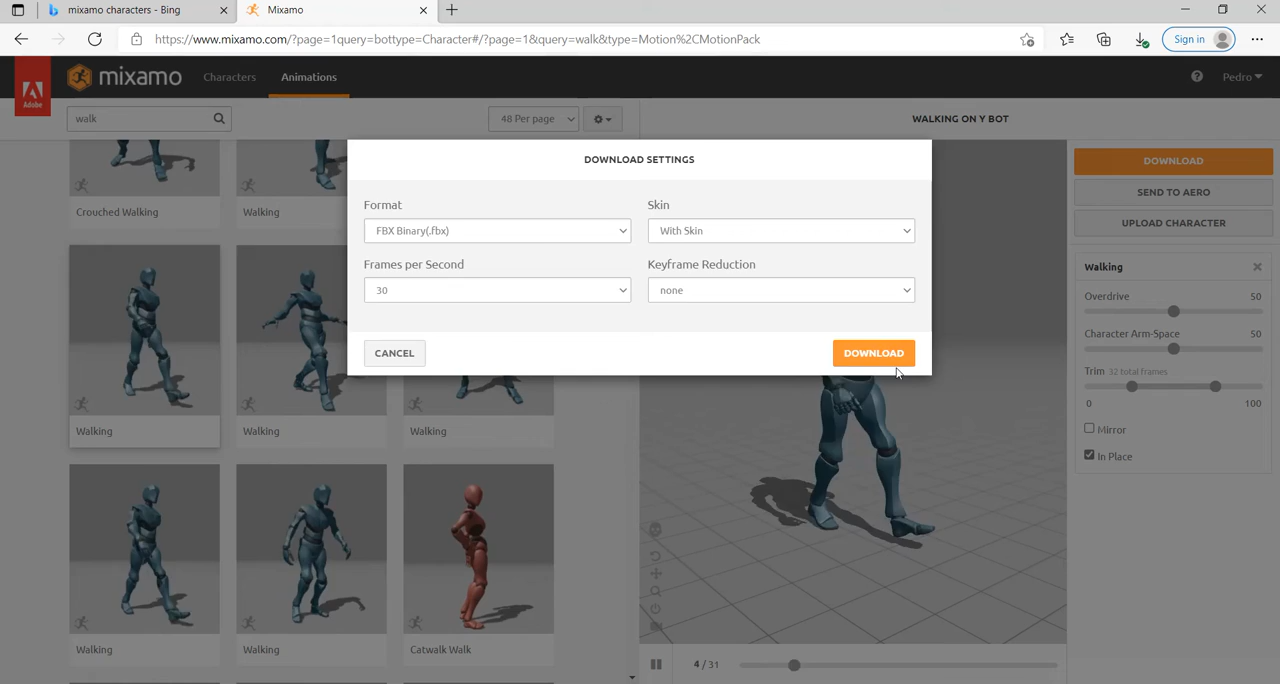 mixamo characters - Bing
Mixamo
https://www.mixamo.com/?page=1query=bottype=Character#/?page=1&query=walk&type=Motion%2CMotionPack
Sign in
Adobe
mixamo
Characters
Animations
Pedro
walk
48 Per page
WALKING ON Y BOT
DOWNLOAD SETTINGS
Format
Skin
FBX Binary(.fbx)
With Skin
Frames per Second
Keyframe Reduction
30
none
CANCEL
DOWNLOAD
DOWNLOAD
SEND TO AERO
UPLOAD CHARACTER
Walking
Overdrive 50
Character Arm-Space 50
Trim 32 total frames
0 100
Mirror
In Place
Crouched Walking
Walking
Walking
Walking
Walking
Walking
Walking
Catwalk Walk
4 / 31